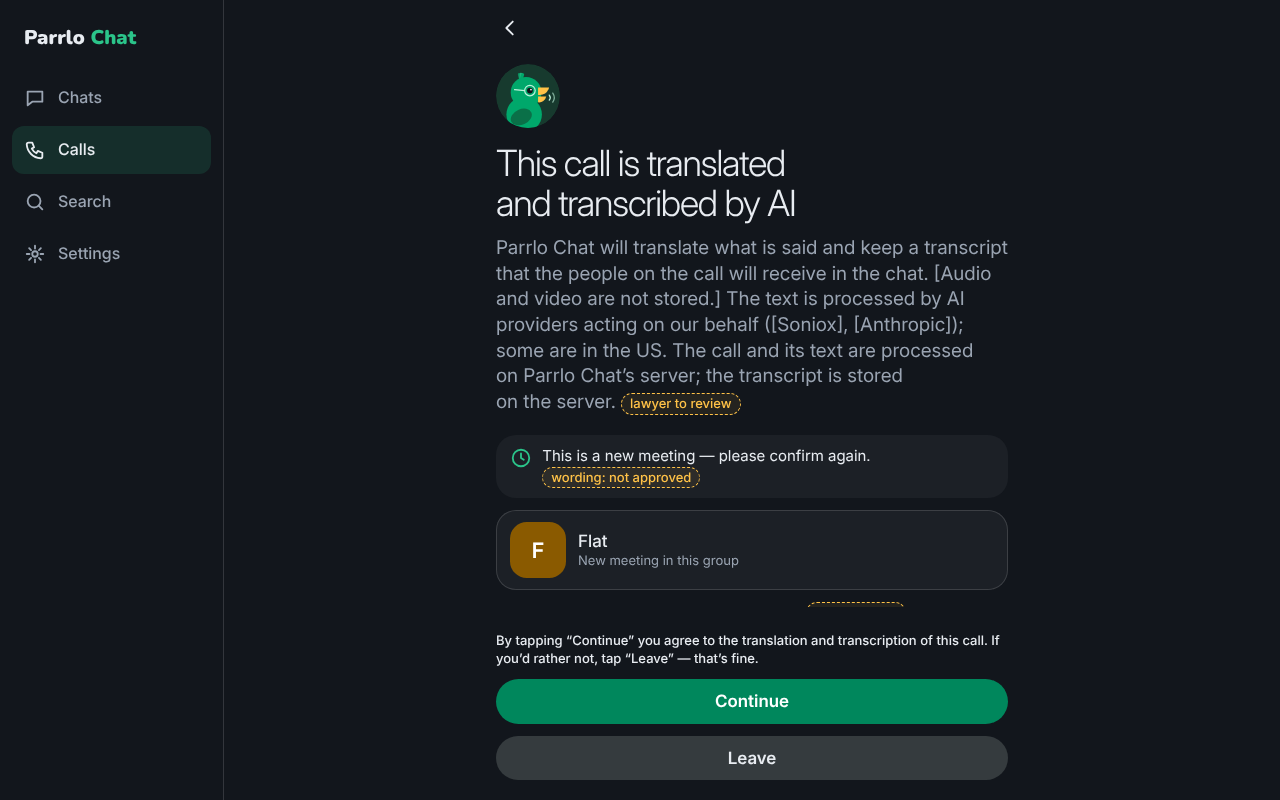 Parrlo Chat
Chats
Calls
Search
Settings
This call is translated
and transcribed by AI
Parrlo Chat will translate what is said and keep a transcript
that the people on the call will receive in the chat. [Audio
and video are not stored.] The text is processed by AI
providers acting on our behalf ([Soniox], [Anthropic]);
some are in the US. The call and its text are processed
on Parrlo Chat’s server; the transcript is stored
on the server. lawyer to review
This is a new meeting — please confirm again.
wording: not approved
F
Flat
New meeting in this group
By tapping “Continue” you agree to the translation and transcription of this call. If
you’d rather not, tap “Leave” — that’s fine.
Continue
Leave